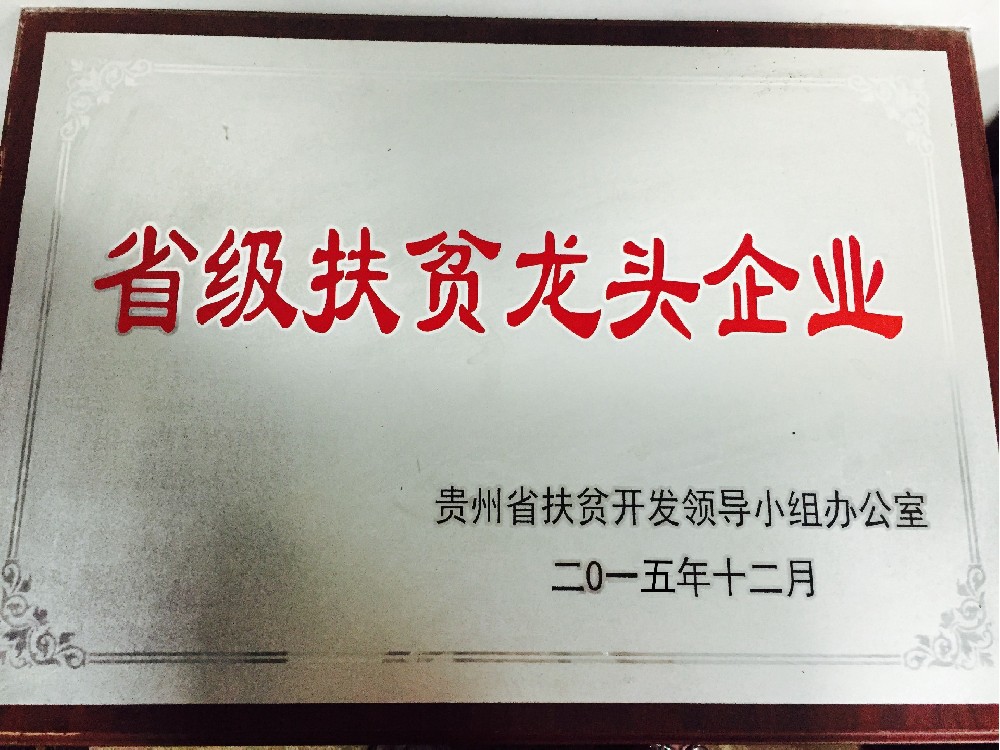 省级扶贫龙头企业
贵州省扶贫开发领导小组办公室
二0一五年十二月